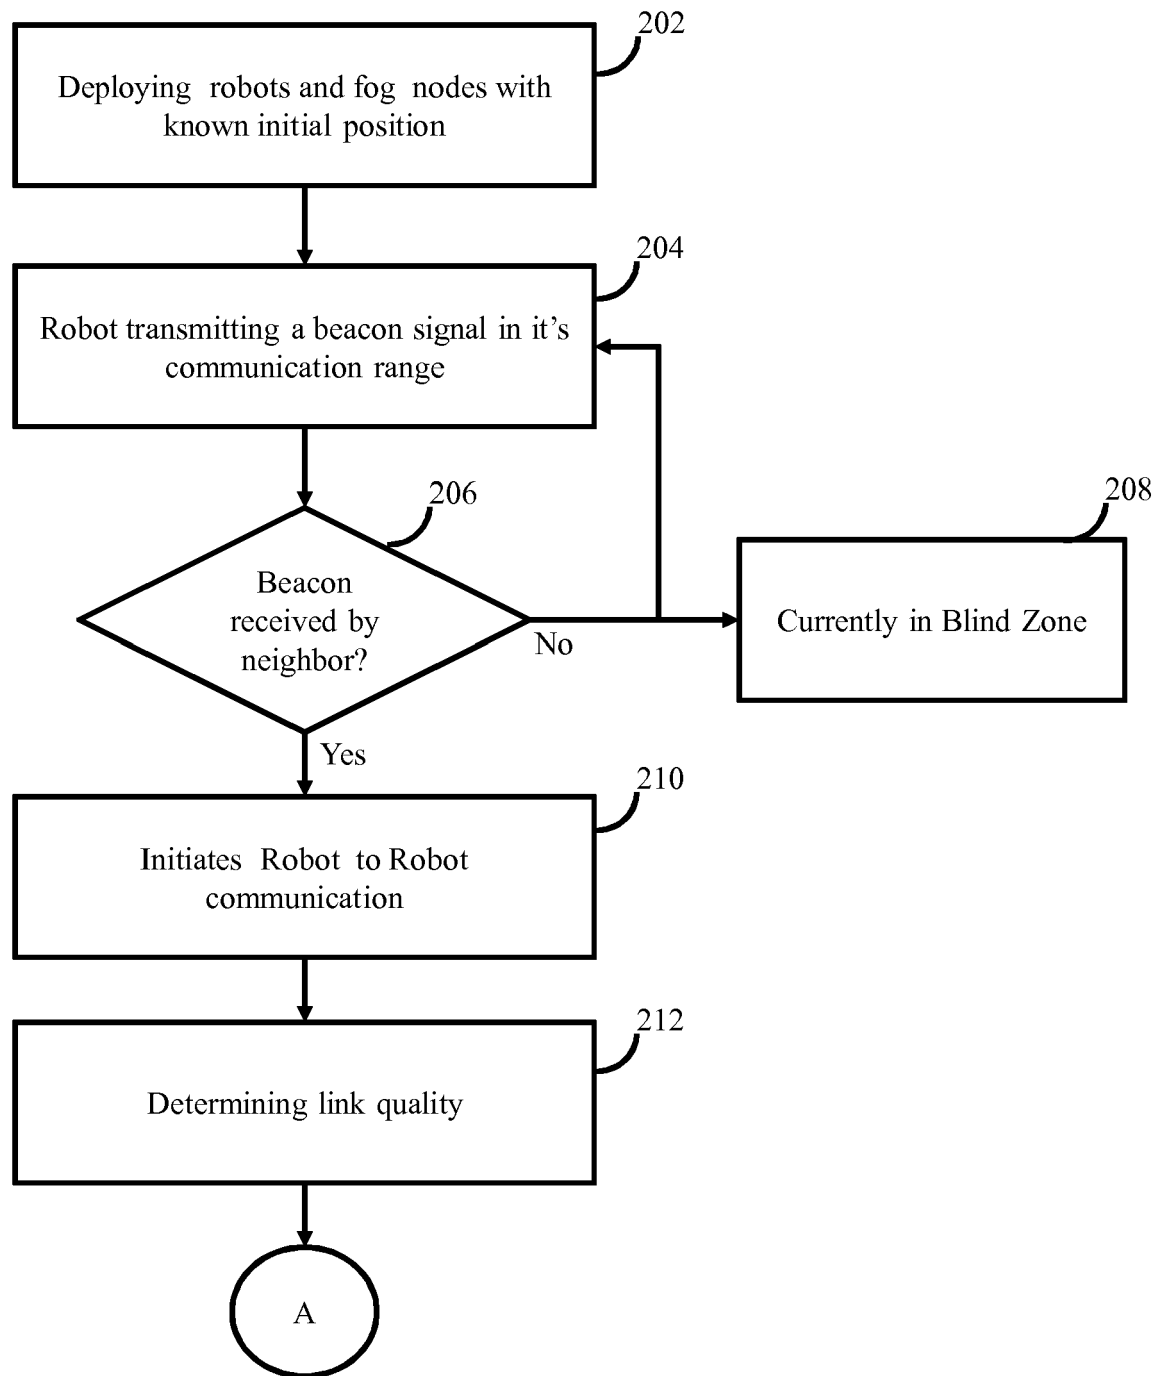 202
Deploying robots and fog nodes with
known initial position
204
Robot transmitting a beacon signal in it's
communication range
206
Beacon
received by
neighbor?
No
208
Currently in Blind Zone
Yes
210
Initiates Robot to Robot
communication
212
Determining link quality
A